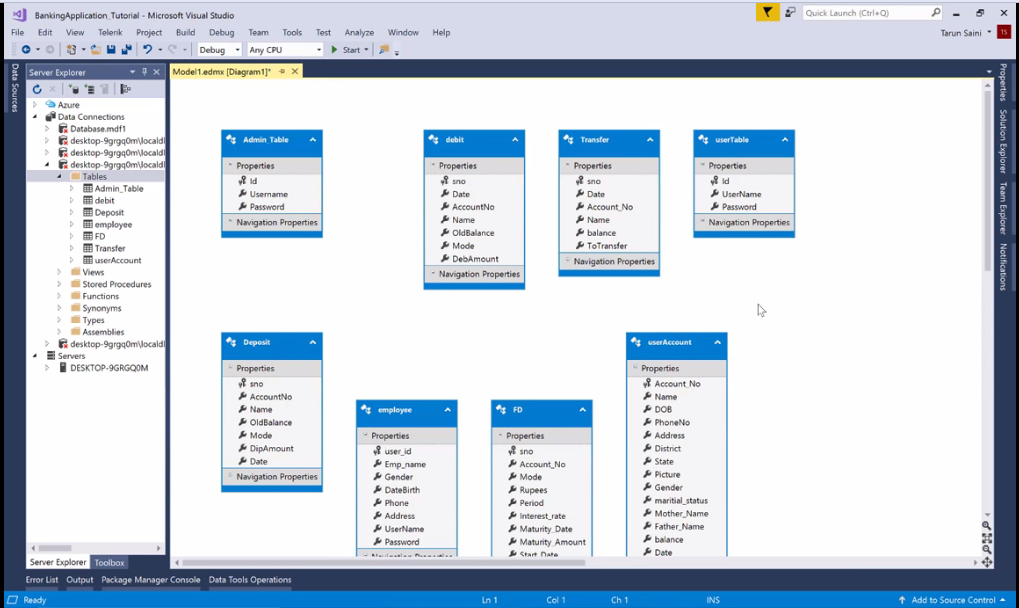 BankingApplication_Tutorial - Microsoft Visual Studio
Quick Launch (Ctrl+Q)
File Edit View Telerik Project Build Debug Team Tools Test Analyze Window Help
Tarun Saini
TS
Debug Any CPU Start
Data Sources
Server Explorer
Azure
Data Connections
Database.mdf1
desktop-9grgq0m\locald
desktop-9grgq0m\locald
desktop-9grgq0m\locald
Tables
Admin_Table
debit
Deposit
employee
FD
Transfer
userAccount
Views
Stored Procedures
Functions
Synonyms
Types
Assemblies
desktop-9grgq0m\locald
Servers
DESKTOP-9GRGQ0M
Server Explorer Toolbox
Model1.edmx [Diagram1]*
Admin_Table
Properties
Id
Username
Password
Navigation Properties
debit
Properties
sno
Date
AccountNo
Name
OldBalance
Mode
DebAmount
Navigation Properties
Transfer
Properties
sno
Date
Account_No
Name
balance
ToTransfer
Navigation Properties
userTable
Properties
Id
UserName
Password
Navigation Properties
Deposit
Properties
sno
AccountNo
Name
OldBalance
Mode
DipAmount
Date
Navigation Properties
employee
Properties
user_id
Emp_name
Gender
DateBirth
Phone
Address
UserName
Password
Navigation Properties
FD
Properties
sno
Account_No
Mode
Rupees
Period
Interest_rate
Maturity_Date
Maturity_Amount
Start_Date
userAccount
Properties
Account_No
Name
DOB
PhoneNo
Address
District
State
Picture
Gender
maritial_status
Mother_Name
Father_Name
balance
Date
Properties
Solution Explorer
Team Explorer
Notifications
Error List Output Package Manager Console Data Tools Operations
Ready Ln 1 Col 1 Ch 1 INS Add to Source Control